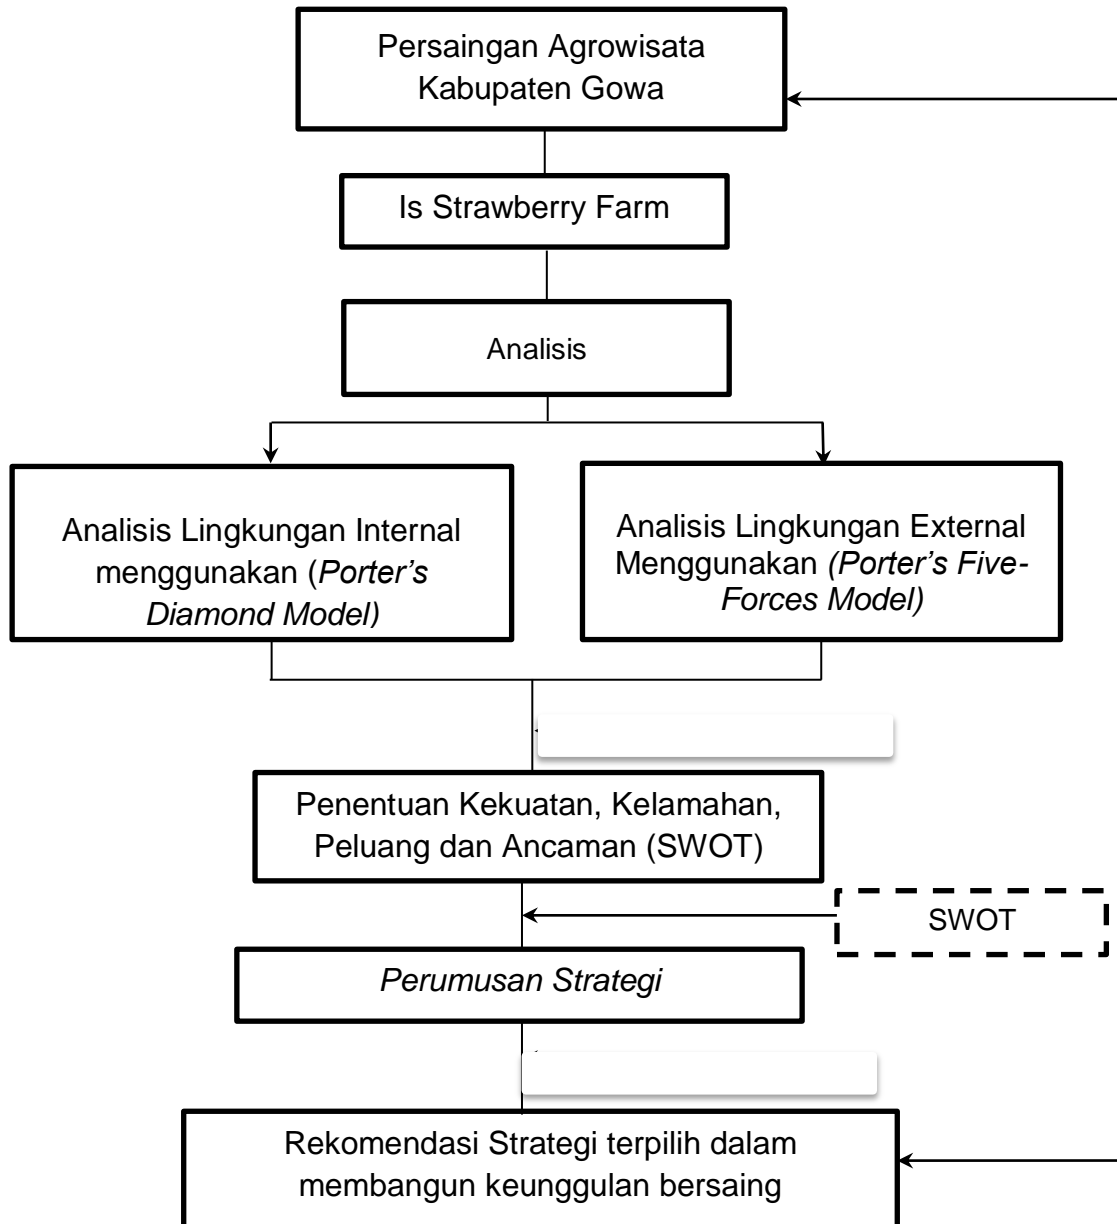 Persaingan Agrowisata
Kabupaten Gowa
Is Strawberry Farm
Analisis
Analisis Lingkungan Internal
menggunakan (Porter’s
Diamond Model)
Analisis Lingkungan External
Menggunakan (Porter’s Five-
Forces Model)
Penentuan Kekuatan, Kelamahan,
Peluang dan Ancaman (SWOT)
SWOT
Perumusan Strategi
Rekomendasi Strategi terpilih dalam
membangun keunggulan bersaing